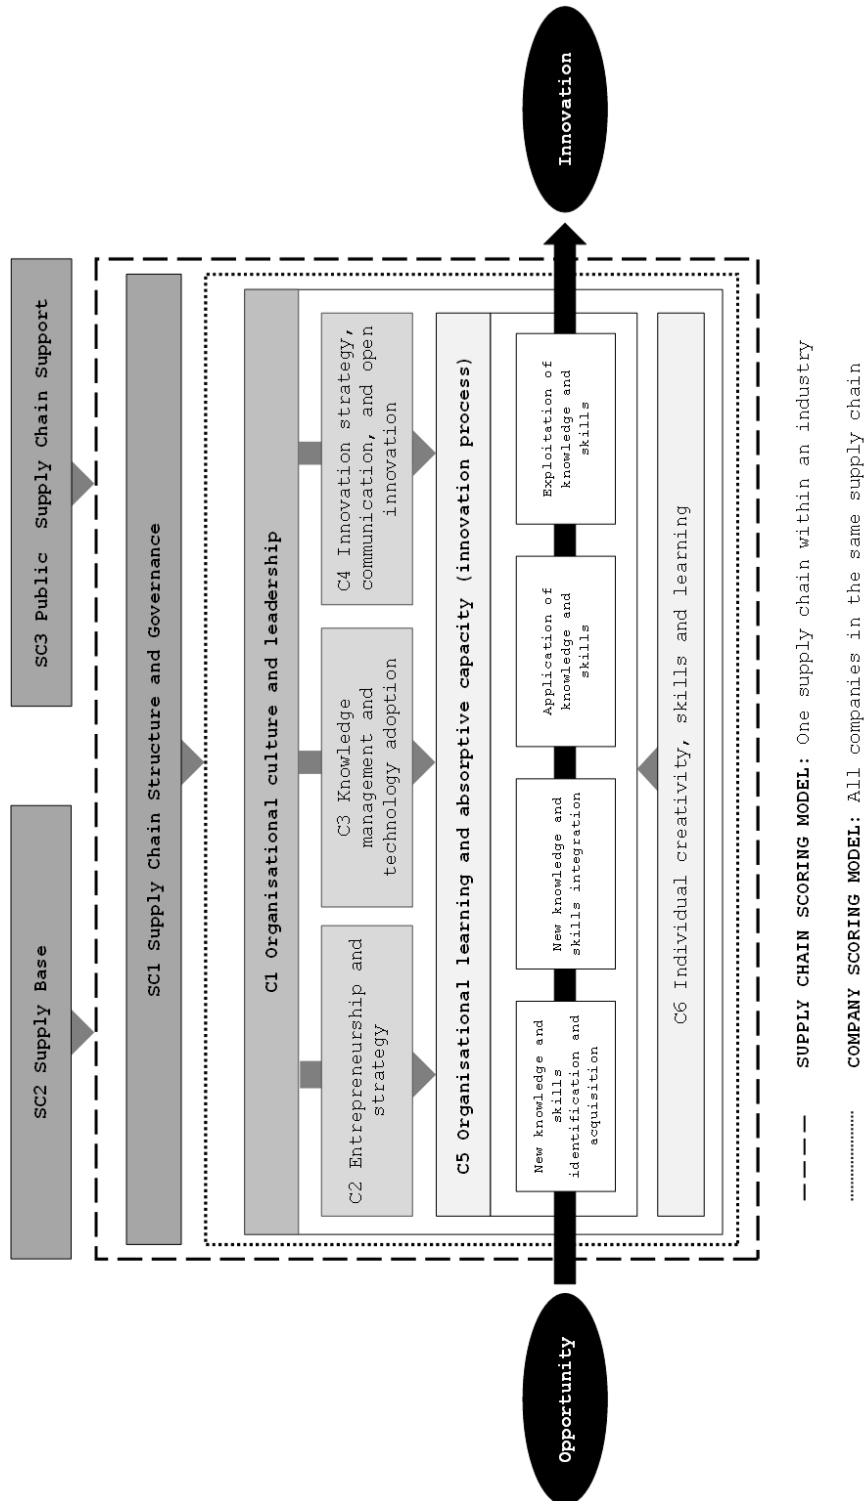 SC2 Supply Base
SC3 Public Supply Chain Support
SC1 Supply Chain Structure and Governance
C1 Organisational culture and leadership
C2 Entrepreneurship and
strategy
C3 Knowledge
management and
technology adoption
C4 Innovation strategy,
communication, and open
innovation
C5 Organisational learning and absorptive capacity (innovation process)
Opportunity
New knowledge and
skills
identification and
acquisition
New knowledge and
skills integration
Application of
knowledge and
skills
Exploitation of
knowledge and
skills
Innovation
C6 Individual creativity, skills and learning
SUPPLY CHAIN SCORING MODEL: One supply chain within an industry
COMPANY SCORING MODEL: All companies in the same supply chain